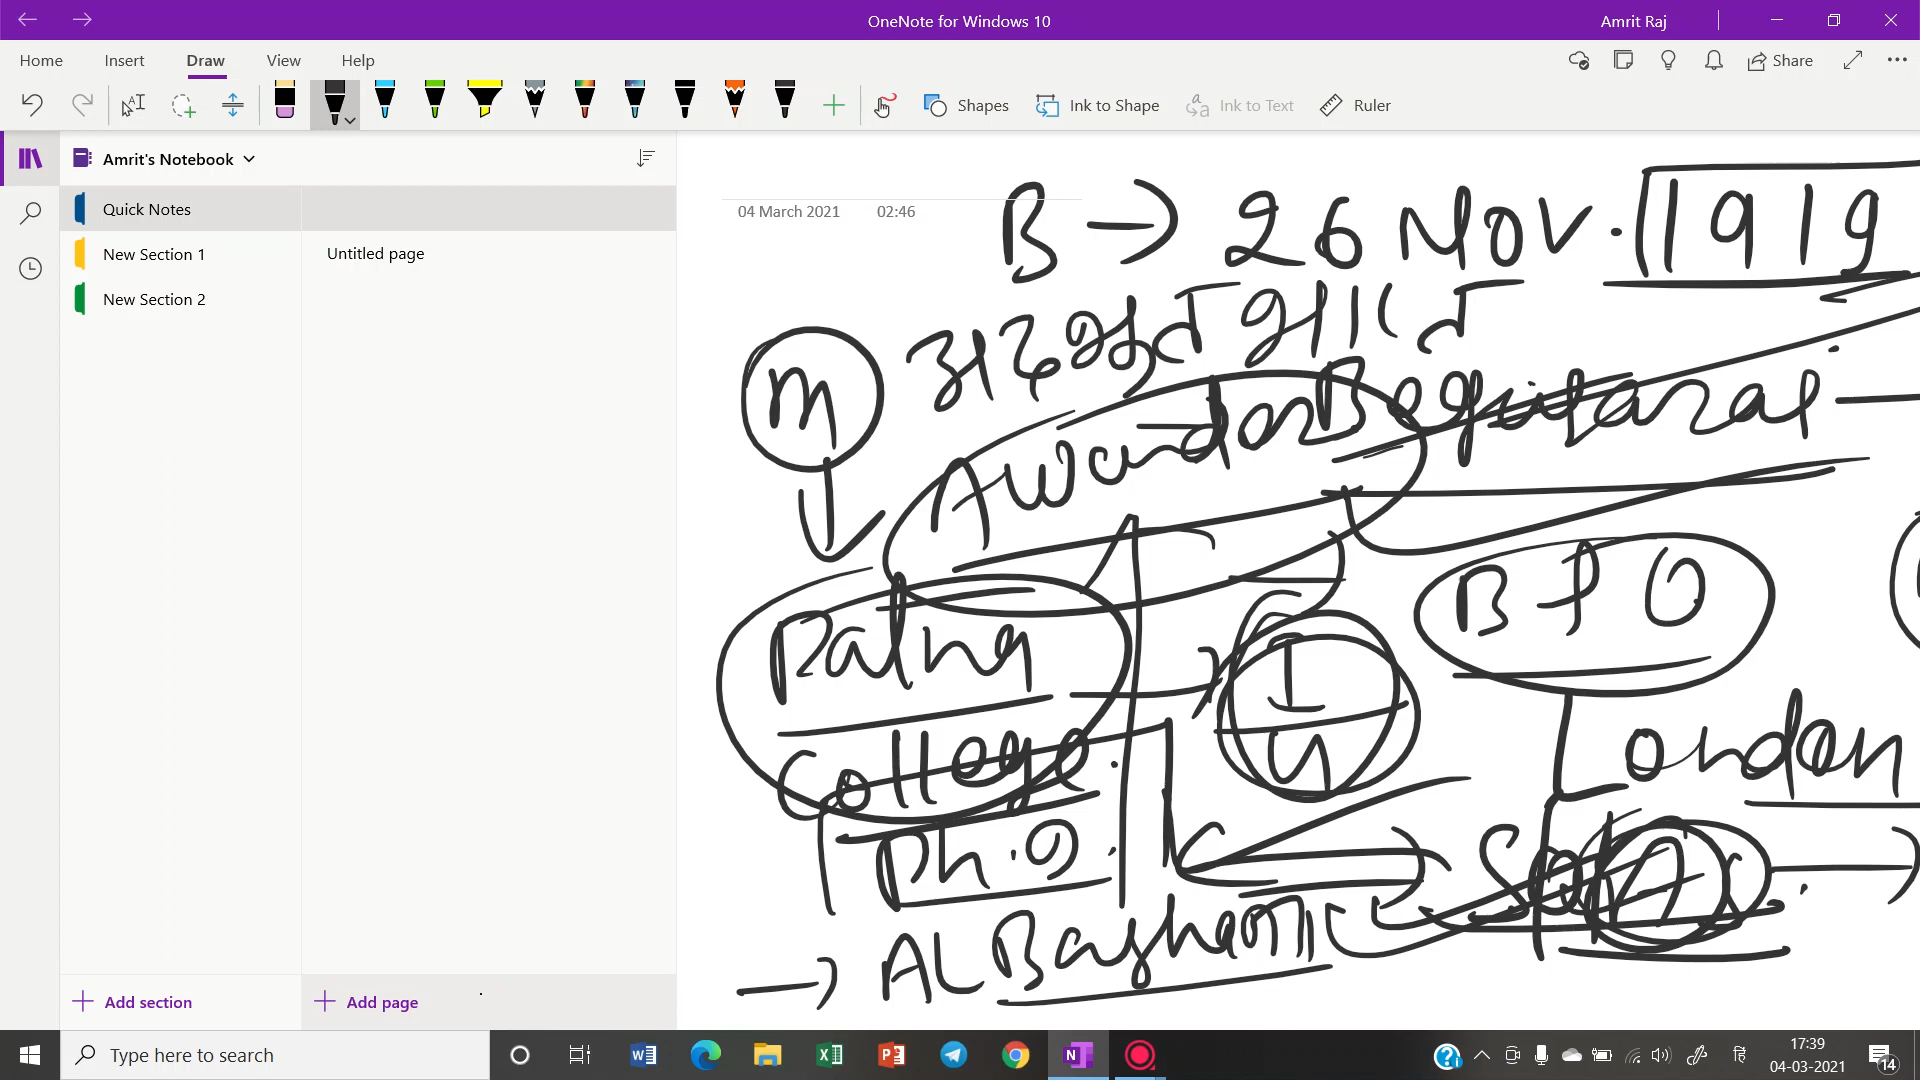 OneNote for Windows 10
Amrit Raj
Home Insert Draw View Help
Share
Shapes Ink to Shape Ink to Text Ruler
Amrit's Notebook
Quick Notes
New Section 1
Untitled page
New Section 2
04 March 2021 02:46
B → 26 Nov. 1919
M
Begusarai
Patna
College
Ph.D.
I
BPO
London
→ AL Basham
Add section
Add page
Type here to search
17:39
04-03-2021
14